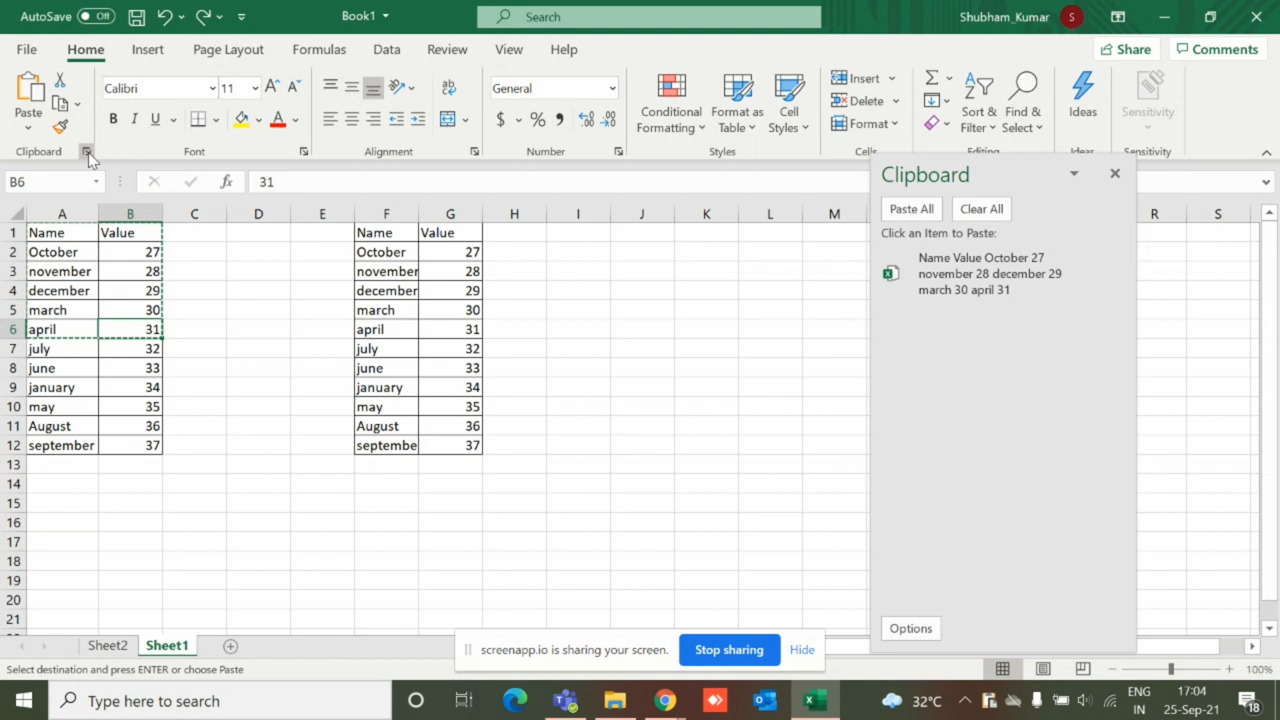 AutoSave Off Book1 Search Shubham_Kumar S
File Home Insert Page Layout Formulas Data Review View Help Share Comments
Paste Calibri 11 General Conditional Formatting Format as Table Cell Styles Insert Delete Format Sort & Filter Find & Select Ideas Sensitivity
Clipboard Font Alignment Number Styles Cells Editing Ideas Sensitivity
B6 fx 31
A B C D E F G H I J K L M R S
1 Name Value Name Value
2 October 27 October 27
3 november 28 november 28
4 december 29 december 29
5 march 30 march 30
6 april 31 april 31
7 july 32 july 32
8 june 33 june 33
9 january 34 january 34
10 may 35 may 35
11 August 36 August 36
12 september 37 septembe 37
13
14
15
16
17
18
19
20
21
Clipboard
Paste All Clear All
Click an Item to Paste:
Name Value October 27
november 28 december 29
march 30 april 31
Options
Sheet2 Sheet1
screenapp.io is sharing your screen. Stop sharing Hide
Select destination and press ENTER or choose Paste 100%
Type here to search 32°C ENG IN 17:04 25-Sep-21 18